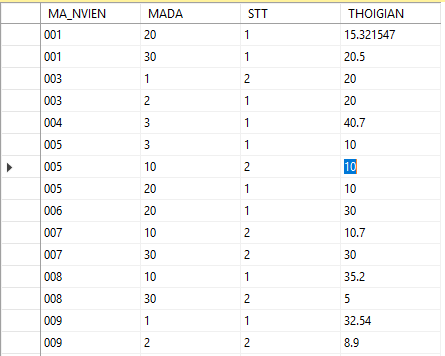 MA_NVIEN MADA STT THOIGIAN
001 20 1 15.321547
001 30 1 20.5
003 1 2 20
003 2 1 20
004 3 1 40.7
005 3 1 10
005 10 2 10
005 20 1 10
006 20 1 30
007 10 2 10.7
007 30 2 30
008 10 1 35.2
008 30 2 5
009 1 1 32.54
009 2 2 8.9